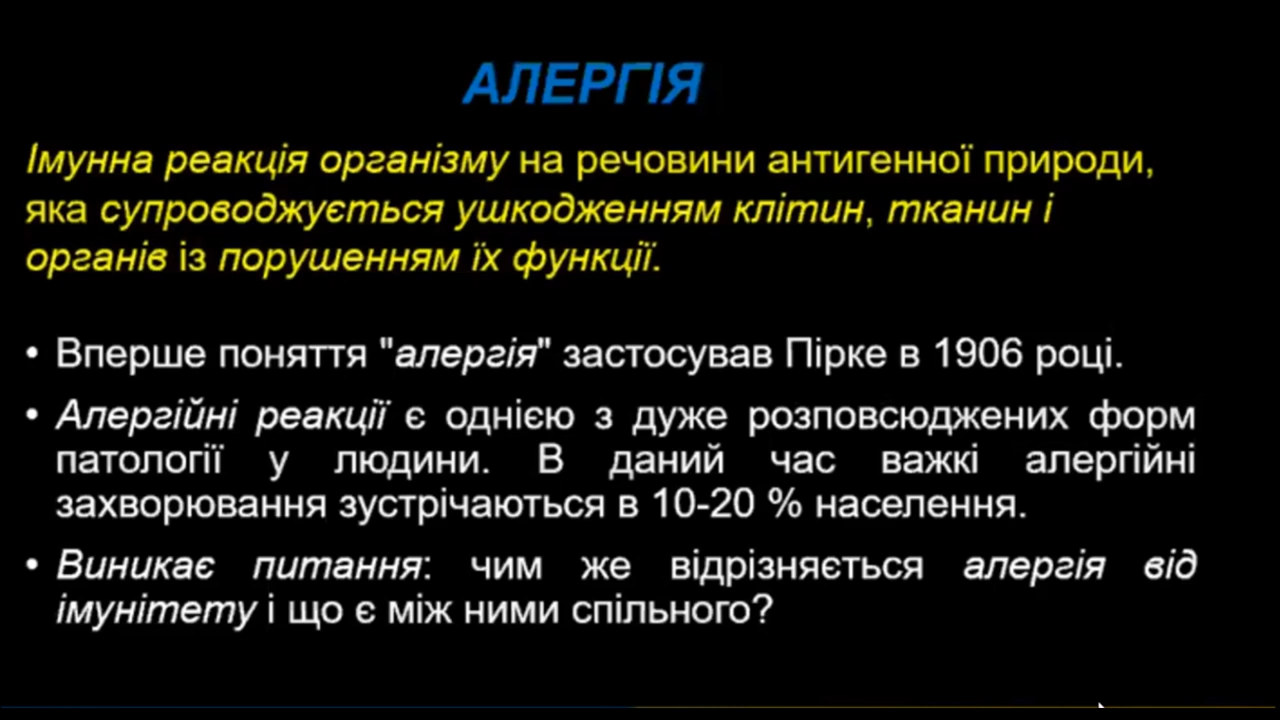 АЛЕРГІЯ
Імунна реакція організму на речовини антигенної природи,
яка супроводжується ушкодженням клітин, тканин і
органів із порушенням їх функції.
• Вперше поняття "алергія" застосував Пірке в 1906 році.
• Алергійні реакції є однією з дуже розповсюджених форм
патології у людини. В даний час важкі алергійні
захворювання зустрічаються в 10-20 % населення.
• Виникає питання: чим же відрізняється алергія від
імунітету і що є між ними спільного?